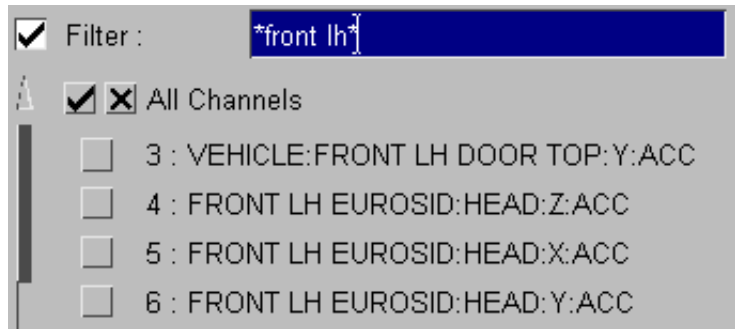 Filter :
*front lh*
All Channels
3 : VEHICLE:FRONT LH DOOR TOP:Y:ACC
4 : FRONT LH EUROSID:HEAD:Z:ACC
5 : FRONT LH EUROSID:HEAD:X:ACC
6 : FRONT LH EUROSID:HEAD:Y:ACC